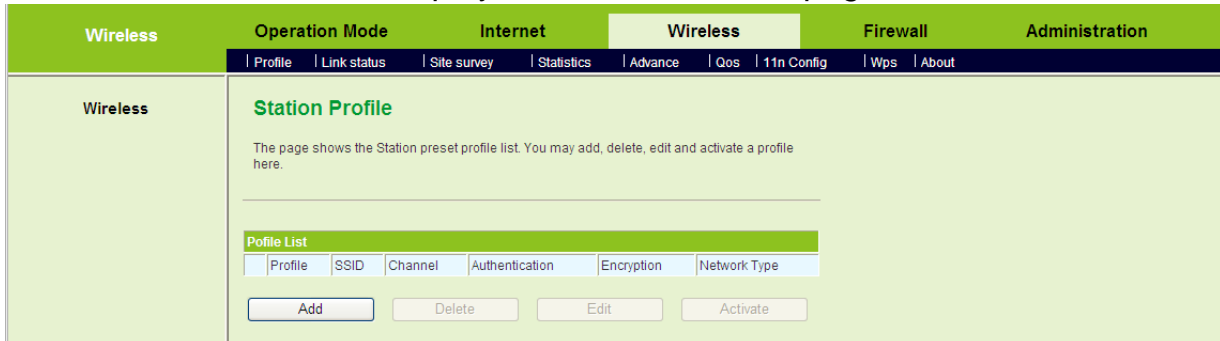 Wireless
Operation Mode Internet Wireless Firewall Administration
Profile Link status Site survey Statistics Advance Qos 11n Config Wps About
Wireless
Station Profile
The page shows the Station preset profile list. You may add, delete, edit and activate a profile
here.
Pofile List
Profile SSID Channel Authentication Encryption Network Type
Add Delete Edit Activate